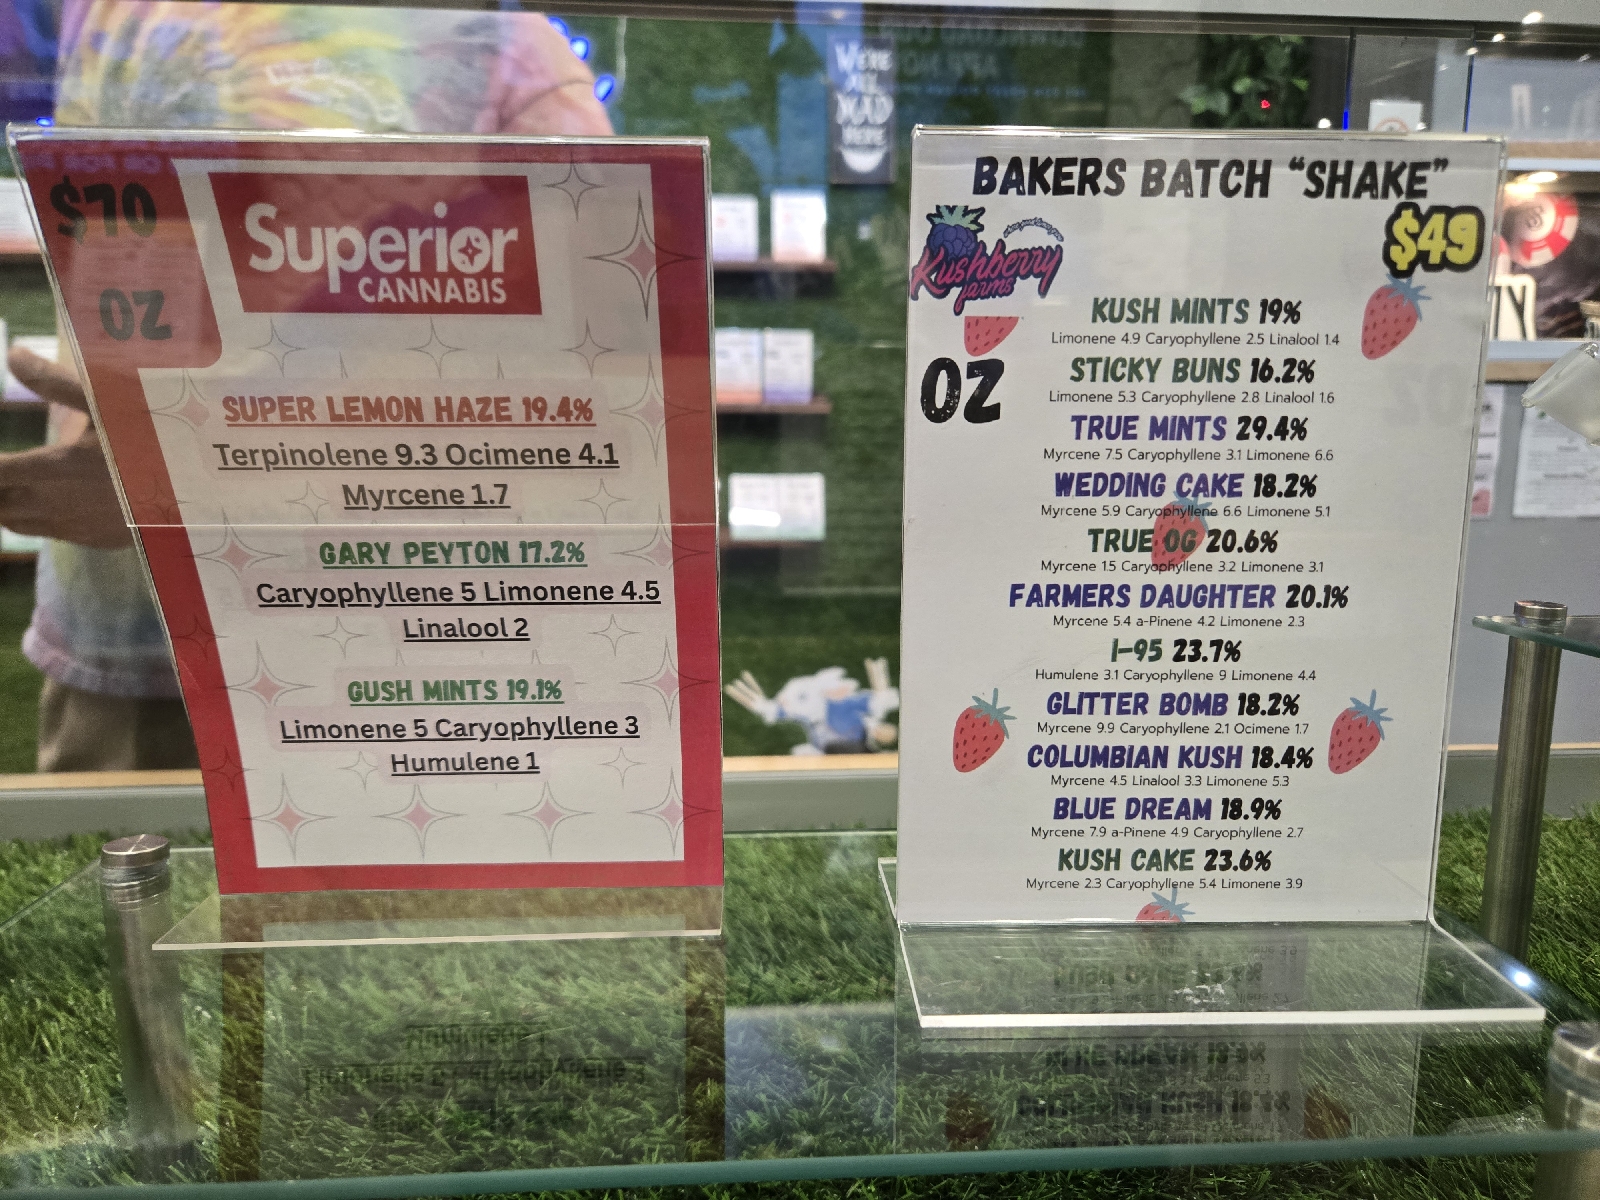 WE'RE
ALL
MAD
HERE
$70
OZ
Superior
CANNABIS
SUPER LEMON HAZE 19.4%
Terpinolene 9.3 Ocimene 4.1
Myrcene 1.7
GARY PEYTON 17.2%
Caryophyllene 5 Limonene 4.5
Linalool 2
GUSH MINTS 19.1%
Limonene 5 Caryophyllene 3
Humulene 1
BAKERS BATCH “SHAKE”
$49
Kushberry
farms
OZ
KUSH MINTS 19%
Limonene 4.9 Caryophyllene 2.5 Linalool 1.4
STICKY BUNS 16.2%
Limonene 5.3 Caryophyllene 2.8 Linalool 1.6
TRUE MINTS 29.4%
Myrcene 7.5 Caryophyllene 3.1 Limonene 6.6
WEDDING CAKE 18.2%
Myrcene 5.9 Caryophyllene 6.6 Limonene 5.1
TRUE OG 20.6%
Myrcene 1.5 Caryophyllene 3.2 Limonene 3.1
FARMERS DAUGHTER 20.1%
Myrcene 5.4 a-Pinene 4.2 Limonene 2.3
I-95 23.7%
Humulene 3.1 Caryophyllene 9 Limonene 4.4
GLITTER BOMB 18.2%
Myrcene 9.9 Caryophyllene 2.1 Ocimene 1.7
COLUMBIAN KUSH 18.4%
Myrcene 4.5 Linalool 3.3 Limonene 5.3
BLUE DREAM 18.9%
Myrcene 7.9 a-Pinene 4.9 Caryophyllene 2.7
KUSH CAKE 23.6%
Myrcene 2.3 Caryophyllene 5.4 Limonene 3.9